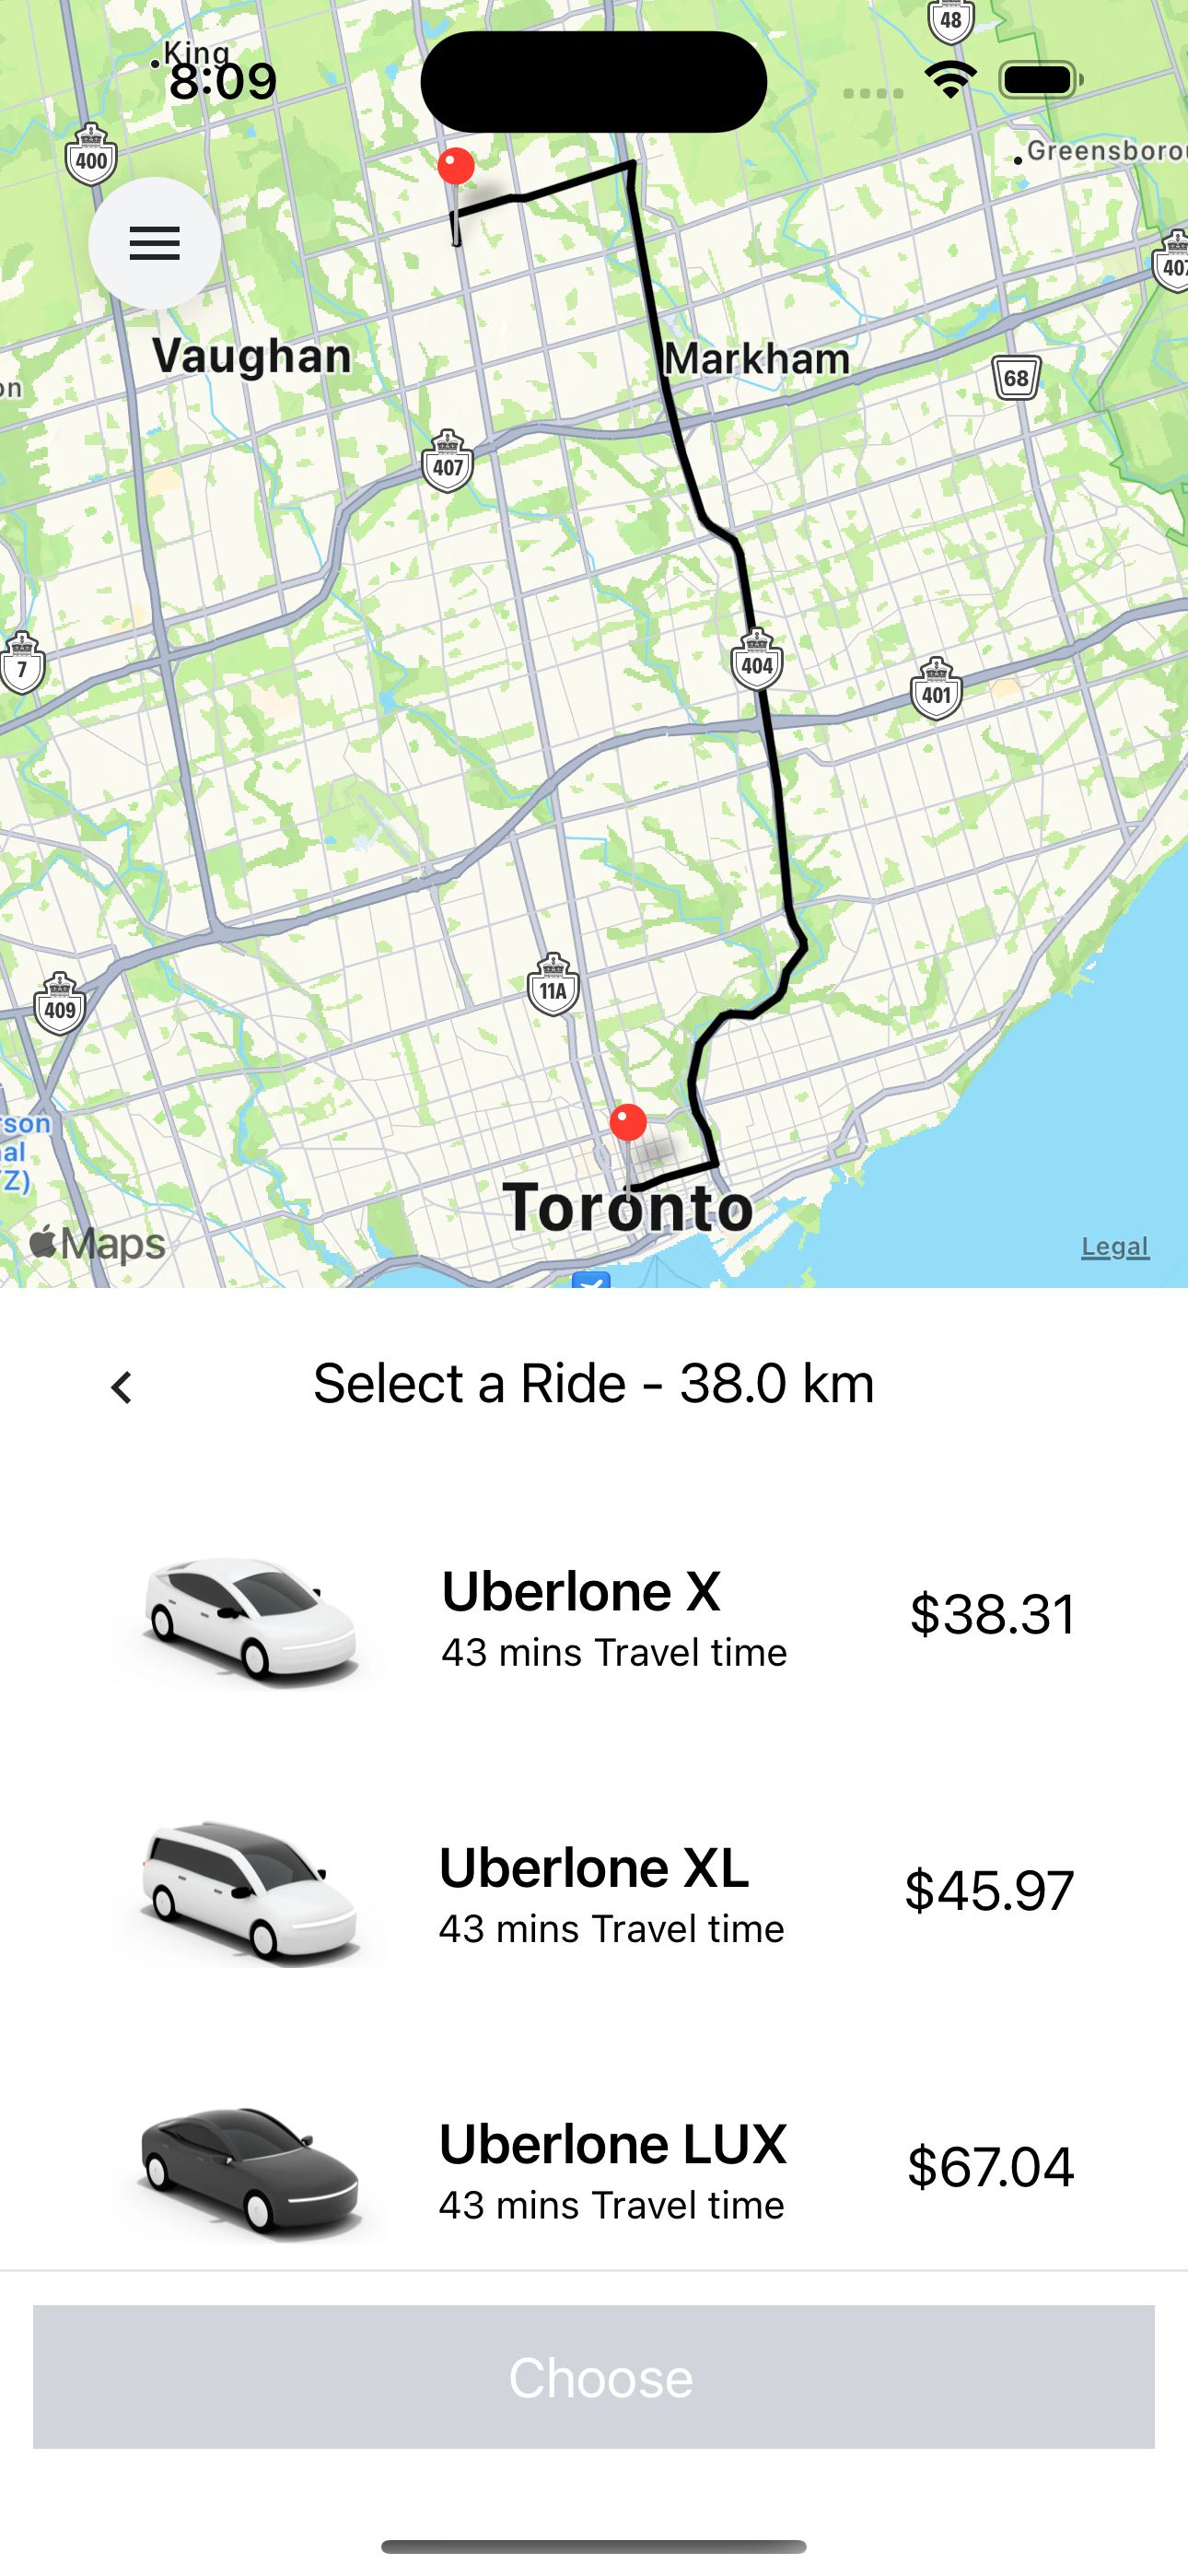 King
8:09
48
400
Greensboro
407
Vaughan
Markham
on
68
407
404
7
401
11A
409
rson
al
Z)
Toronto
Maps
Legal
Select a Ride - 38.0 km
Uberlone X
$38.31
43 mins Travel time
Uberlone XL
$45.97
43 mins Travel time
Uberlone LUX
$67.04
43 mins Travel time
Choose